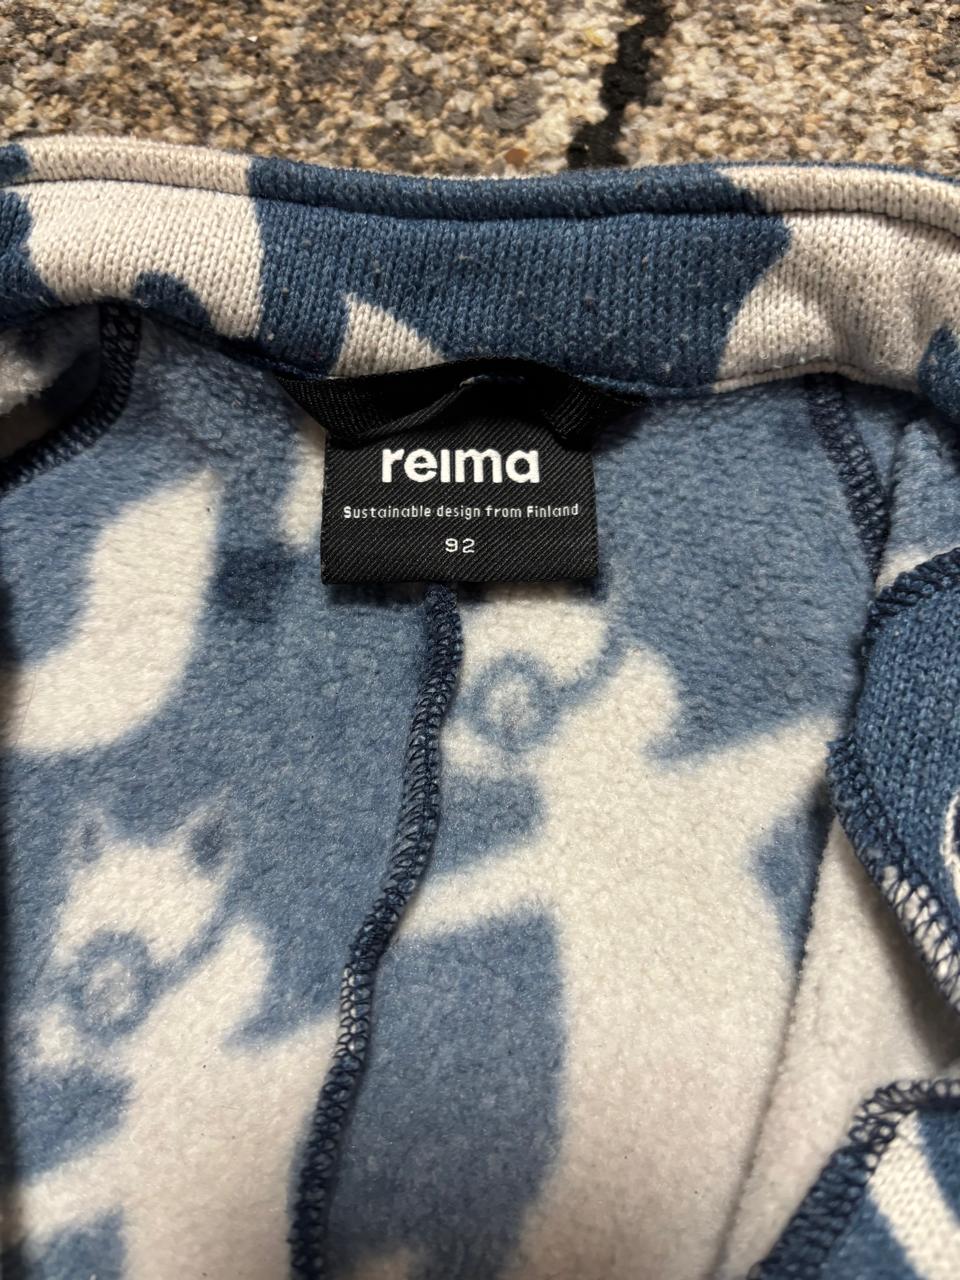 reima
Sustainable design from Finland
92